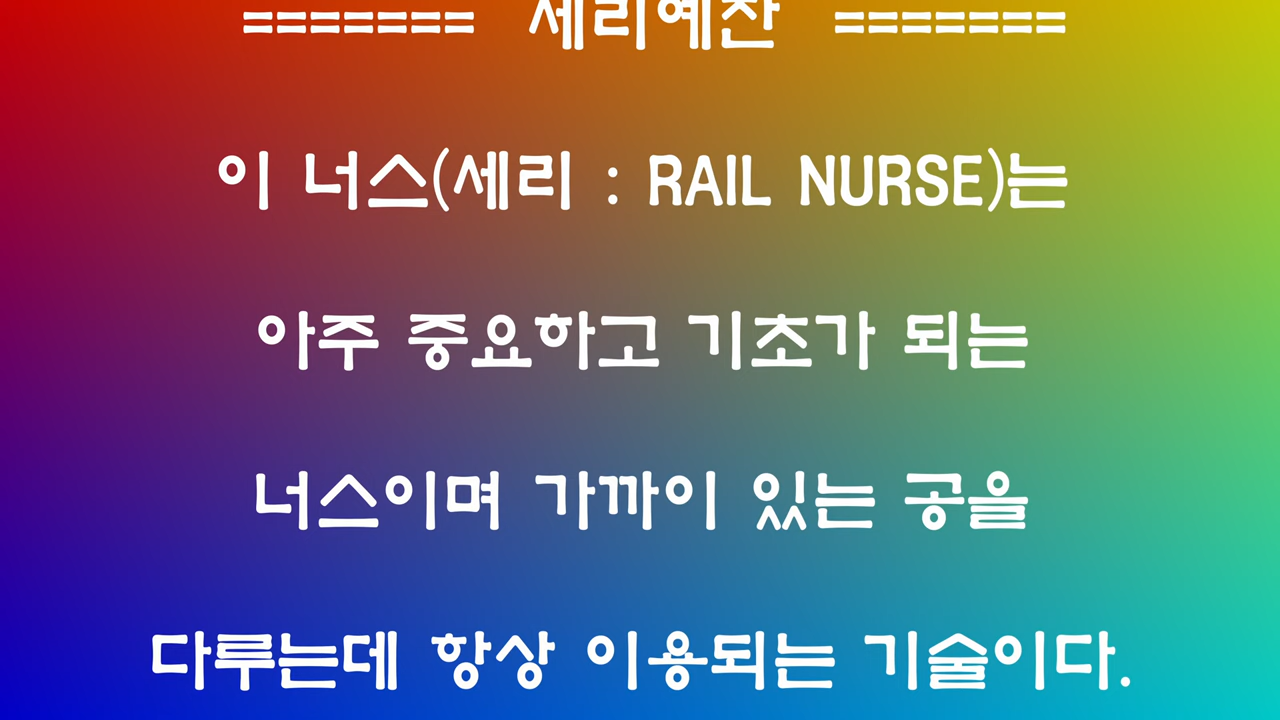 ======= 세리예찬 =======
이 너스(세리 : RAIL NURSE)는
아주 중요하고 기초가 되는
너스이며 가까이 있는 공을
다루는데 항상 이용되는 기술이다.